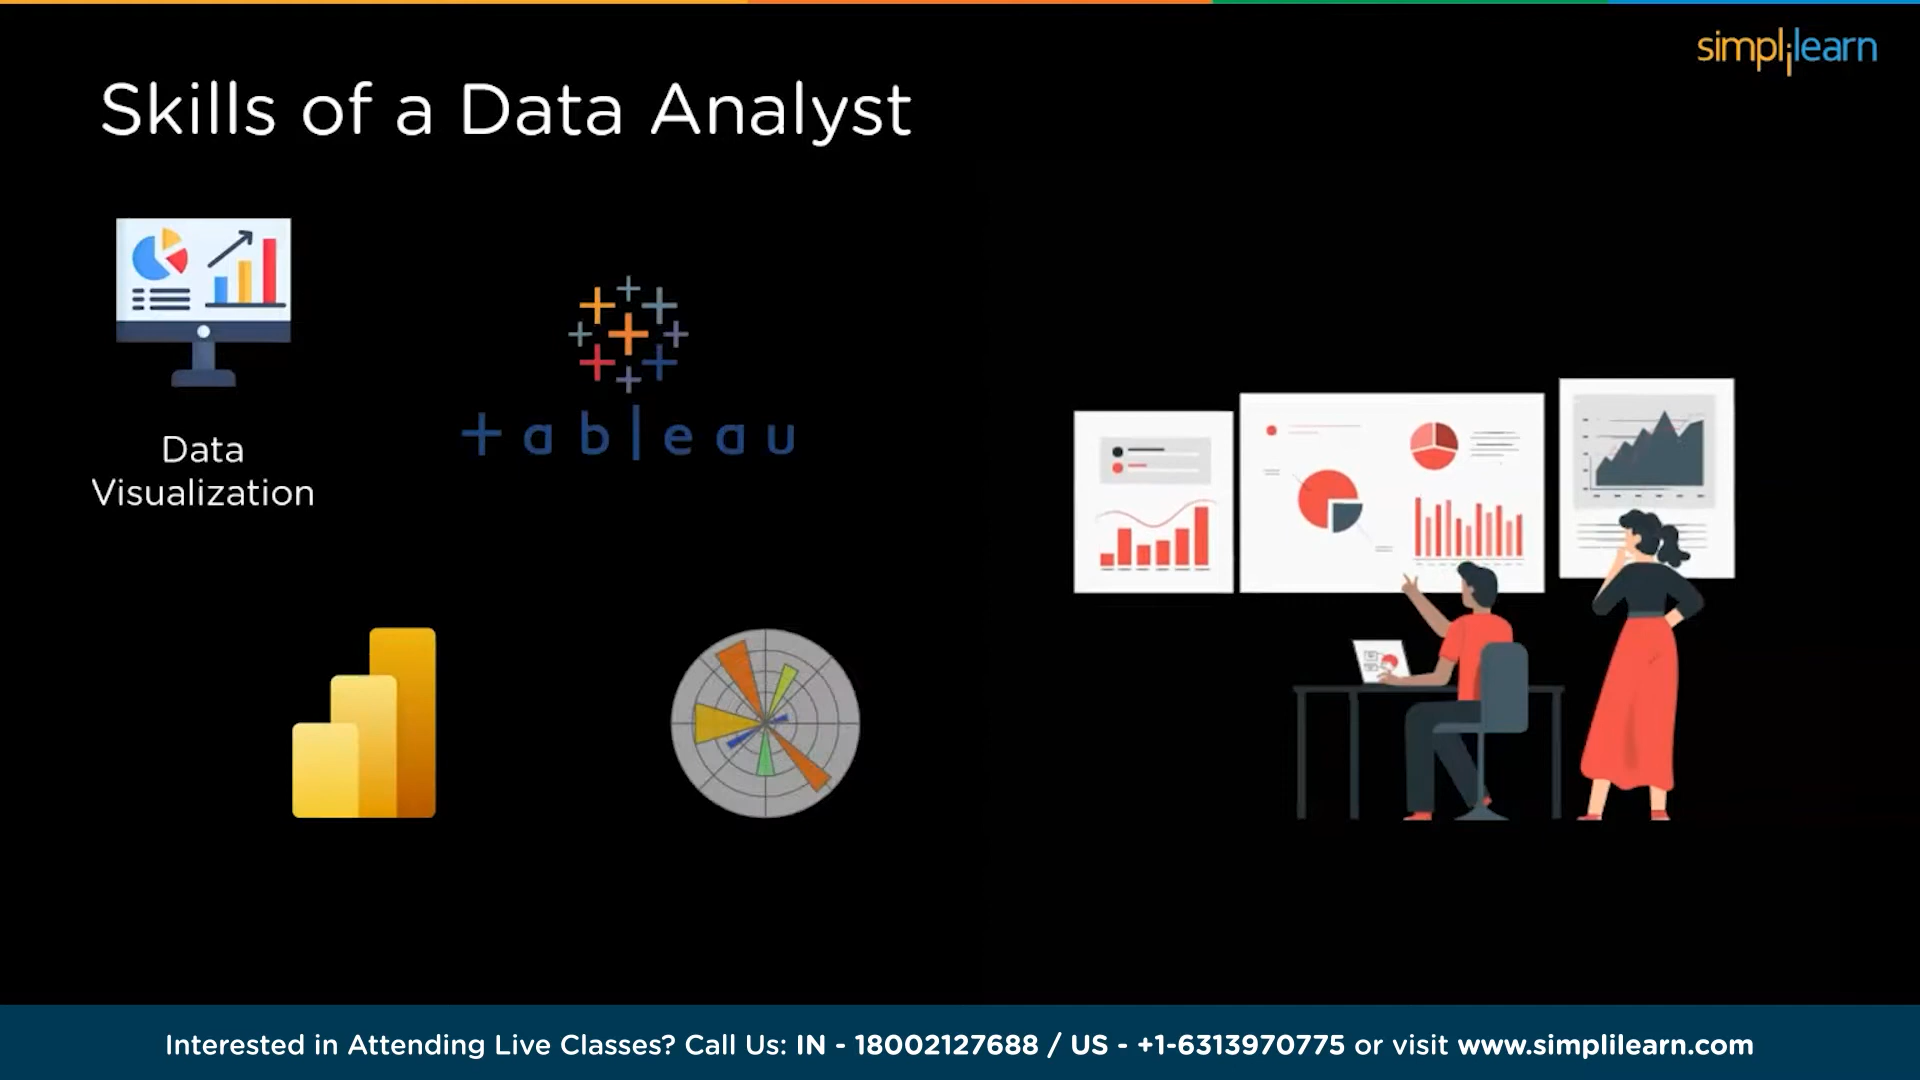 simplilearn
Skills of a Data Analyst
Data
Visualization
+ableau
Interested in Attending Live Classes? Call Us: IN - 18002127688 / US - +1-6313970775 or visit www.simplilearn.com